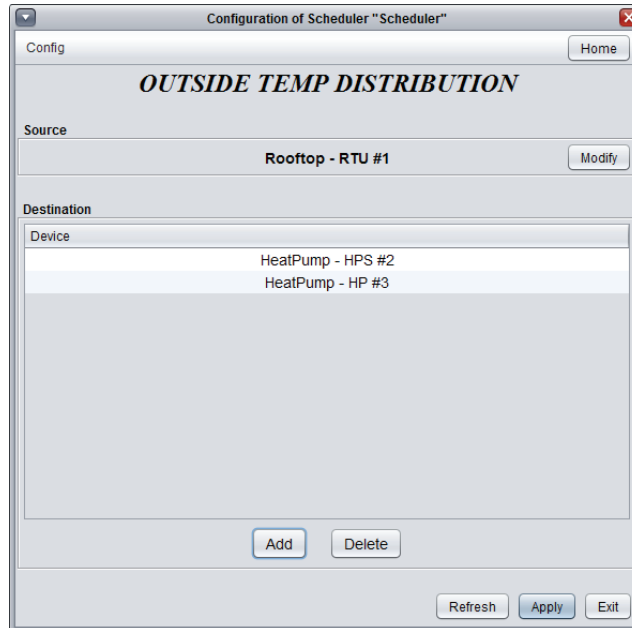 Configuration of Scheduler "Scheduler"
Config
Home
OUTSIDE TEMP DISTRIBUTION
Source
Rooftop - RTU #1
Modify
Destination
Device
HeatPump - HPS #2
HeatPump - HP #3
Add
Delete
Refresh
Apply
Exit